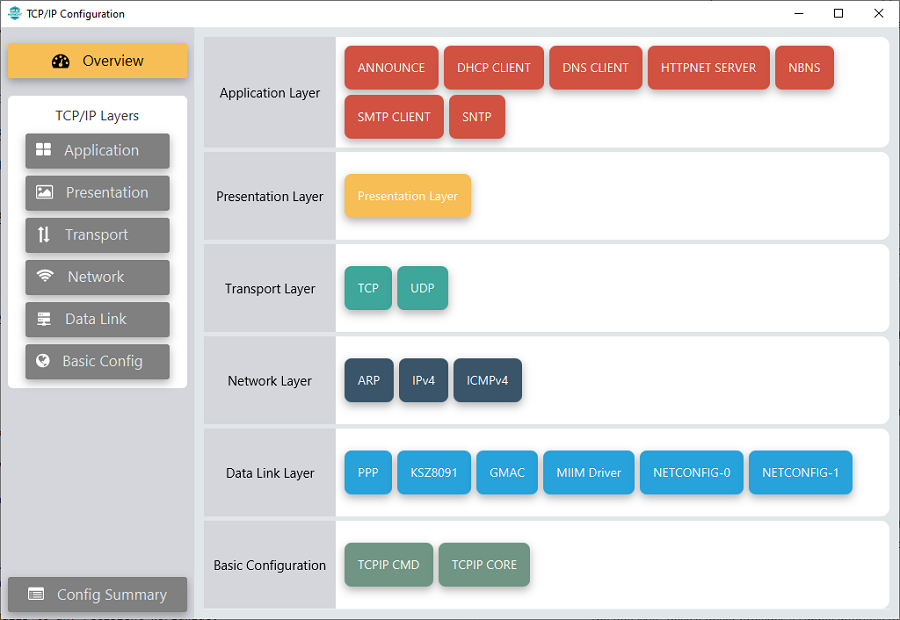 TCP/IP Configuration
Overview
TCP/IP Layers
Application
Presentation
Transport
Network
Data Link
Basic Config
Config Summary
Application Layer
ANNOUNCE DHCP CLIENT DNS CLIENT HTTPNET SERVER NBNS
SMTP CLIENT SNTP
Presentation Layer
Presentation Layer
Transport Layer
TCP UDP
Network Layer
ARP IPv4 ICMPv4
Data Link Layer
PPP KSZ8091 GMAC MIIM Driver NETCONFIG-0 NETCONFIG-1
Basic Configuration
TCPIP CMD TCPIP CORE